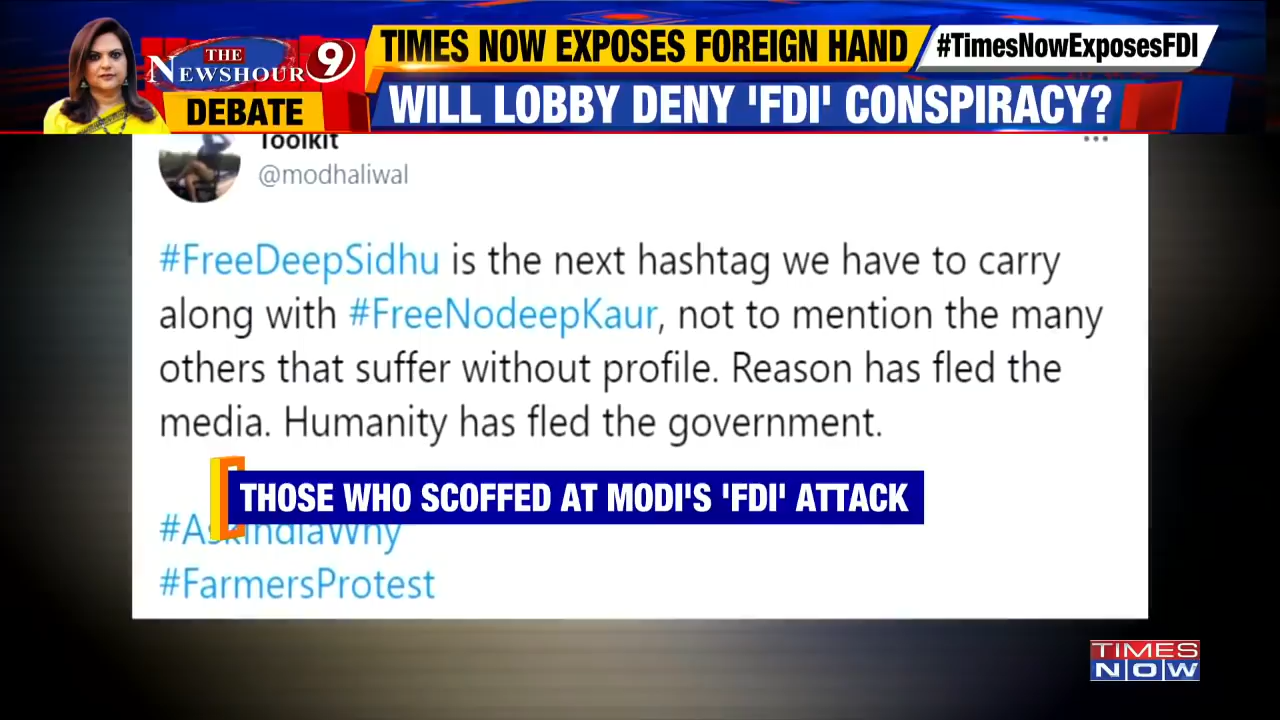 THE
NEWSHOUR 9
DEBATE
TIMES NOW EXPOSES FOREIGN HAND
#TimesNowExposesFDI
WILL LOBBY DENY 'FDI' CONSPIRACY?
Toolkit
@modhaliwal
#FreeDeepSidhu is the next hashtag we have to carry
along with #FreeNodeepKaur, not to mention the many
others that suffer without profile. Reason has fled the
media. Humanity has fled the government.
THOSE WHO SCOFFED AT MODI'S 'FDI' ATTACK
#AskIndiaWhy
#FarmersProtest
TIMES
NOW